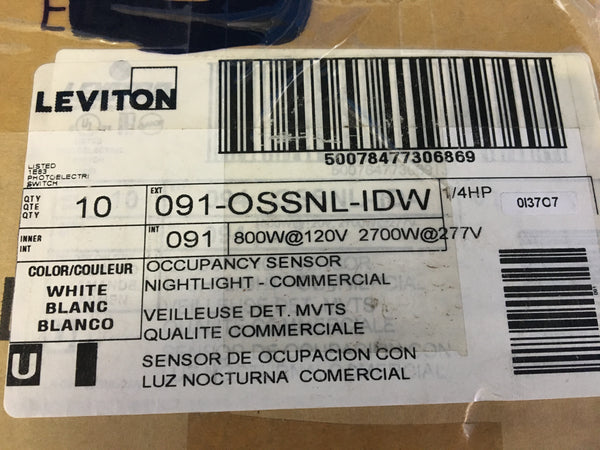 E
LEVITON
50078477306869
LISTED
1E83
PHOTOELECTRI
SWITCH
QTY
QTE
QTY
10
EXT
091-OSSNL-IDW
1/4HP
0I37C7
INNER
INT
INT
091
800W@120V 2700W@277V
COLOR/COULEUR
WHITE
BLANC
BLANCO
OCCUPANCY SENSOR
NIGHTLIGHT - COMMERCIAL
VEILLEUSE DET. MVTS
QUALITE COMMERCIALE
SENSOR DE OCUPACION CON
LUZ NOCTURNA COMERCIAL
U